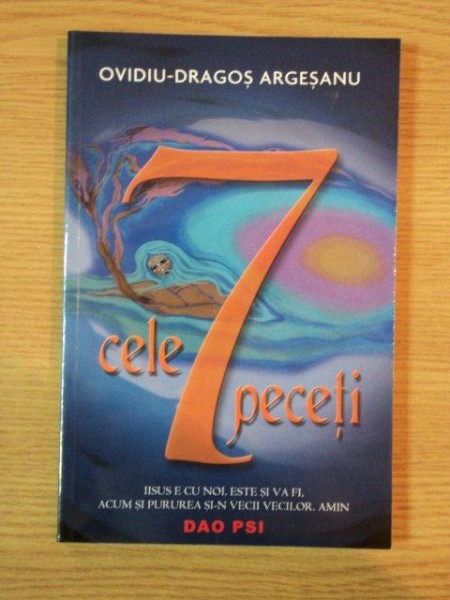 OVIDIU-DRAGOȘ ARGEȘANU
cele 7 peceți
IISUS E CU NOI, ESTE ȘI VA FI,
ACUM ȘI PURUREA ȘI-N VECII VECILOR. AMIN
DAO PSI